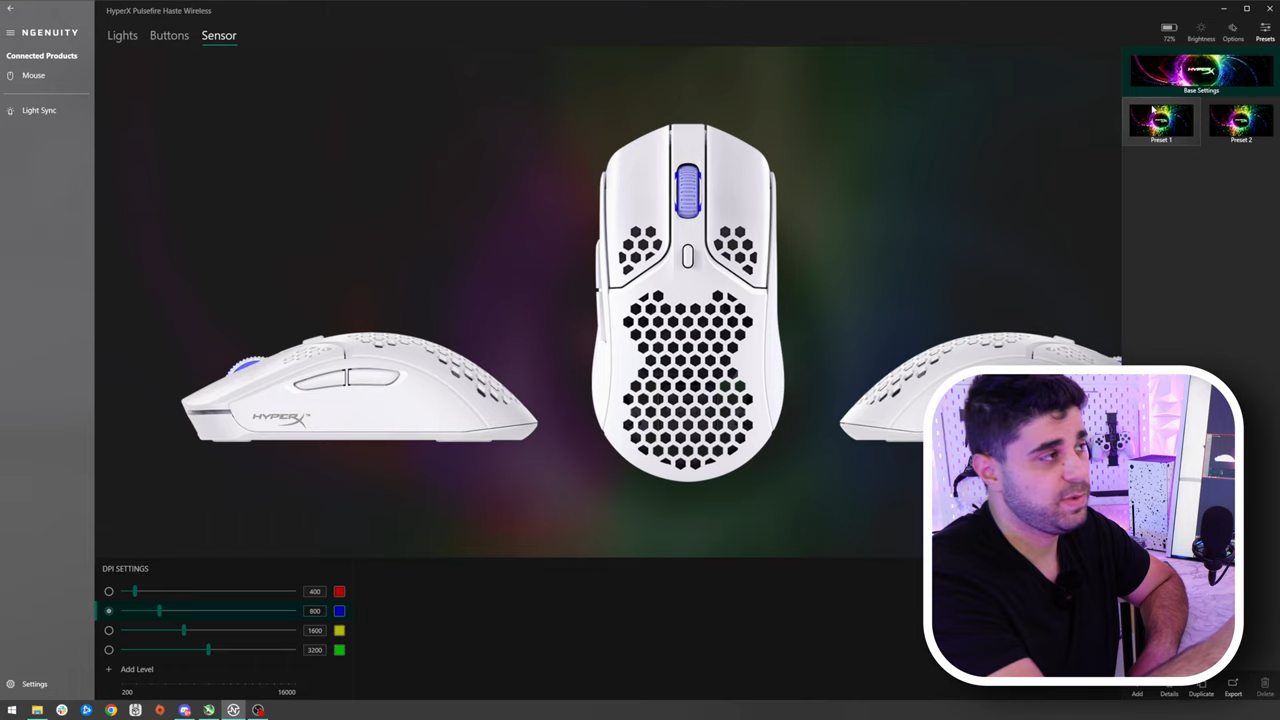 HyperX Pulsefire Haste Wireless
NGENUITY
Connected Products
Mouse
Light Sync
Settings
Lights
Buttons
Sensor
72%
Brightness
Options
Presets
HYPERX
Base Settings
Preset 1
Preset 2
HYPERX
DPI SETTINGS
400
800
1600
3200
Add Level
200
16000
Add
Details
Duplicate
Export
Delete